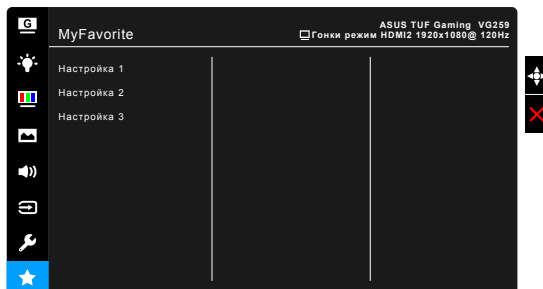 G
MyFavorite
ASUS TUF Gaming VG259
Гонки режим HDMI2 1920x1080@ 120Hz
Настройка 1
Настройка 2
Настройка 3